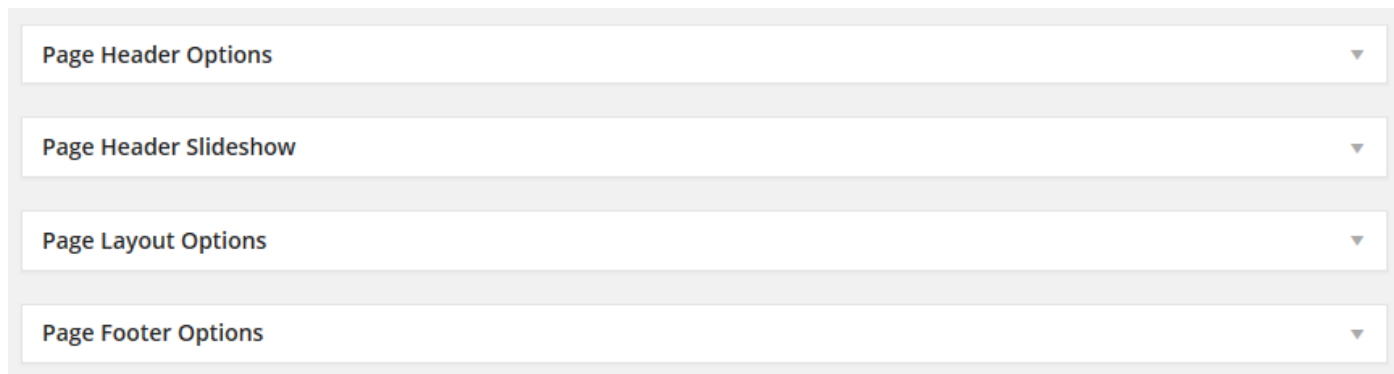 Page Header Options
Page Header Slideshow
Page Layout Options
Page Footer Options